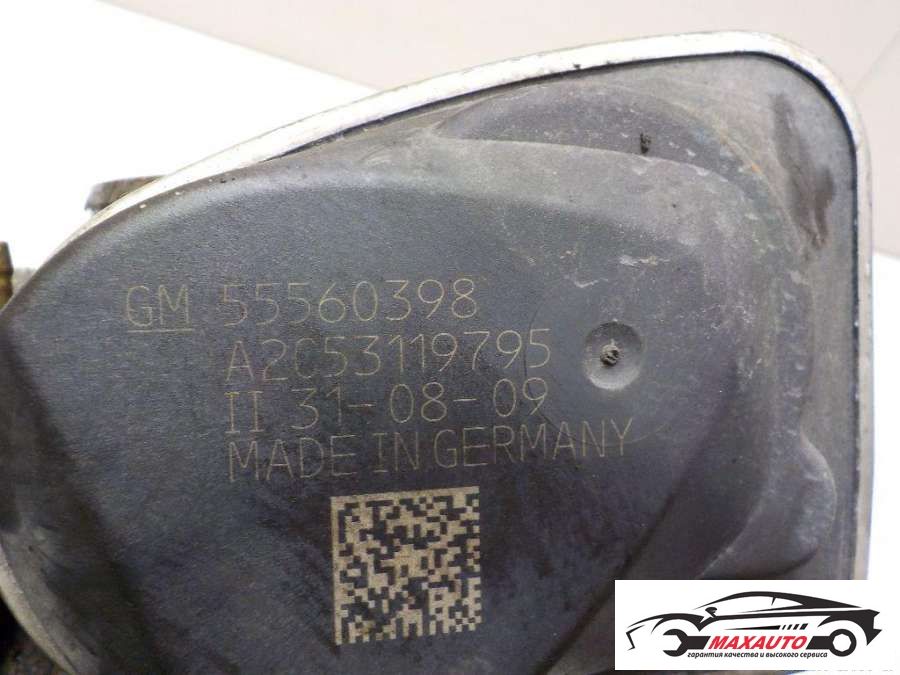 GM 55560398
A2C53119795
II 31-08-09
MADE IN GERMANY
MAXAUTO
гарантия качества и высокого сервиса